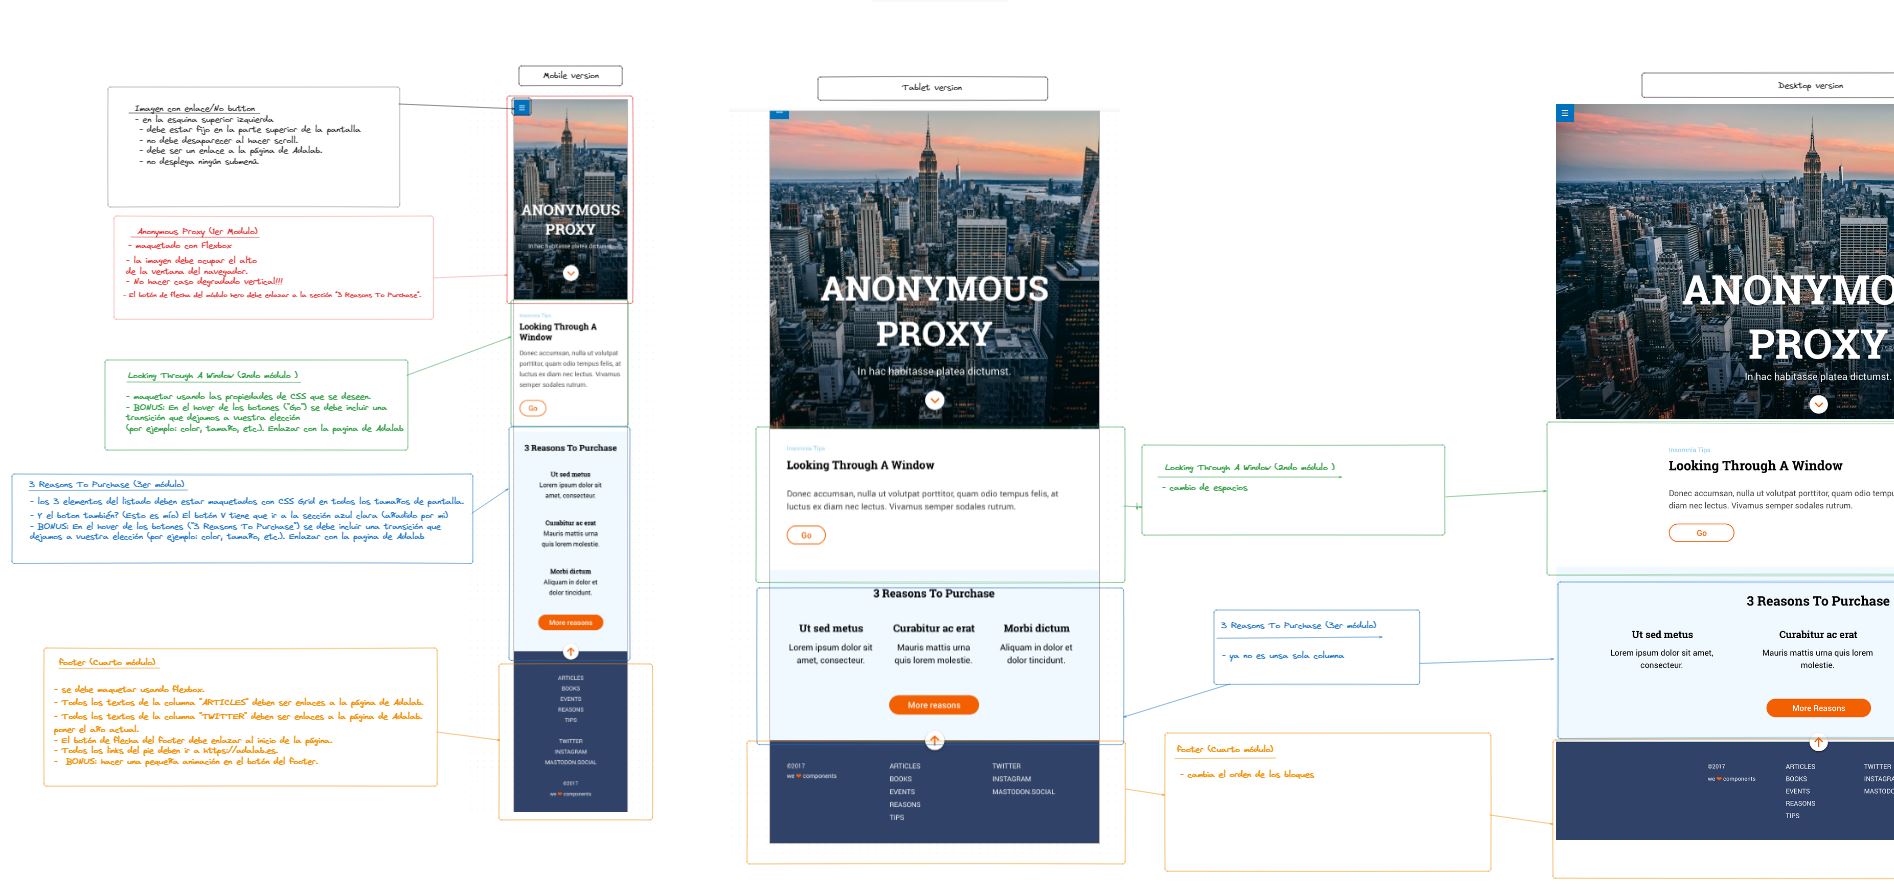 Mobile version
Imagen con enlace/No button
- en la esquina superior izquierda
- debe estar fijo en la parte superior de la pantalla
- no debe desaparecer al hacer scroll.
- debe ser un enlace a la página de Adalab.
- no desplega ningún submenú.
Anonymous Proxy (1er Modulo)
- maquetado con Flexbox
- la imagen debe ocupar el alto
de la ventana del navegador.
- No hacer caso degradado vertical!!!
- El botón de flecha del módulo hero debe enlazar a la sección "3 Reasons To Purchase".
Looking Through A Window (2ndo módulo )
- maquetar usando las propiedades de CSS que se deseen.
- BONUS: En el hover de los botones ("Go") se debe incluir una
transición que dejamos a vuestra elección
(por ejemplo: color, tamaño, etc.). Enlazar con la pagina de Adalab
3 Reasons To Purchase (3er módulo)
- los 3 elementos del listado deben estar maquetados con CSS Grid en todos los tamaños de pantalla.
- Y el boton también? (Esto es mío) El botón V tiene que ir a la sección azul clara (añadido por mi)
- BONUS: En el hover de los botones ("3 Reasons To Purchase") se debe incluir una transición que
dejamos a vuestra elección (por ejemplo: color, tamaño, etc.). Enlazar con la pagina de Adalab
footer (Cuarto módulo)
- se debe maquetar usando flexbox.
- Todos los textos de la columna "ARTICLES" deben ser enlaces a la página de Adalab.
- Todos los textos de la columna "TWITTER" deben ser enlaces a la página de Adalab.
poner el año actual.
- El botón de flecha del footer debe enlazar al inicio de la página.
- Todos los links del pie deben ir a https://adalab.es.
- BONUS: hacer una pequeña animación en el botón del footer.
ANONYMOUS
PROXY
In hac habitasse platea dictumst.
Insomnia Tips
Looking Through A
Window
Donec accumsan, nulla ut volutpat
porttitor, quam odio tempus felis, at
luctus ex diam nec lectus. Vivamus
semper sodales rutrum.
Go
3 Reasons To Purchase
Ut sed metus
Lorem ipsum dolor sit
amet, consecteur.
Curabitur ac erat
Mauris mattis urna
quis lorem molestie.
Morbi dictum
Aliquam in dolor et
dolor tincidunt.
More reasons
ARTICLES
BOOKS
EVENTS
REASONS
TIPS
TWITTER
INSTAGRAM
MASTODON.SOCIAL
©2017
we ❤ components
Tablet version
ANONYMOUS
PROXY
In hac habitasse platea dictumst.
Insomnia Tips
Looking Through A Window
Donec accumsan, nulla ut volutpat porttitor, quam odio tempus felis, at
luctus ex diam nec lectus. Vivamus semper sodales rutrum.
Go
3 Reasons To Purchase
Ut sed metus
Lorem ipsum dolor sit
amet, consecteur.
Curabitur ac erat
Mauris mattis urna
quis lorem molestie.
Morbi dictum
Aliquam in dolor et
dolor tincidunt.
More reasons
©2017
we ❤ components
ARTICLES
BOOKS
EVENTS
REASONS
TIPS
TWITTER
INSTAGRAM
MASTODON.SOCIAL
Looking Through A Window (2ndo módulo )
- cambio de espacios
3 Reasons To Purchase (3er módulo)
- ya no es unsa sola columna
footer (Cuarto módulo)
- cambia el orden de los bloques
Desktop version
ANONYMO
PROXY
In hac habitasse platea dictumst.
Insomnia Tips
Looking Through A Window
Donec accumsan, nulla ut volutpat porttitor, quam odio tempu
diam nec lectus. Vivamus semper sodales rutrum.
Go
3 Reasons To Purchase
Ut sed metus
Lorem ipsum dolor sit amet,
consecteur.
Curabitur ac erat
Mauris mattis urna quis lorem
molestie.
More Reasons
©2017
we ❤ components
ARTICLES
BOOKS
EVENTS
REASONS
TIPS
TWITTER
INSTAGRA
MASTODO